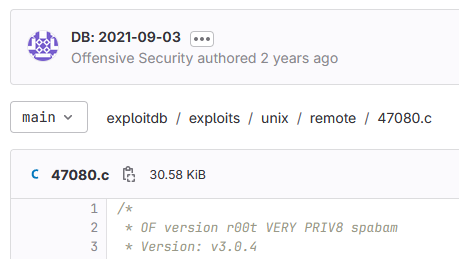 DB: 2021-09-03 ...
Offensive Security authored 2 years ago
main exploitdb / exploits / unix / remote / 47080.c
C 47080.c 30.58 KiB
1 /*
2 * OF version r00t VERY PRIV8 spabam
3 * Version: v3.0.4